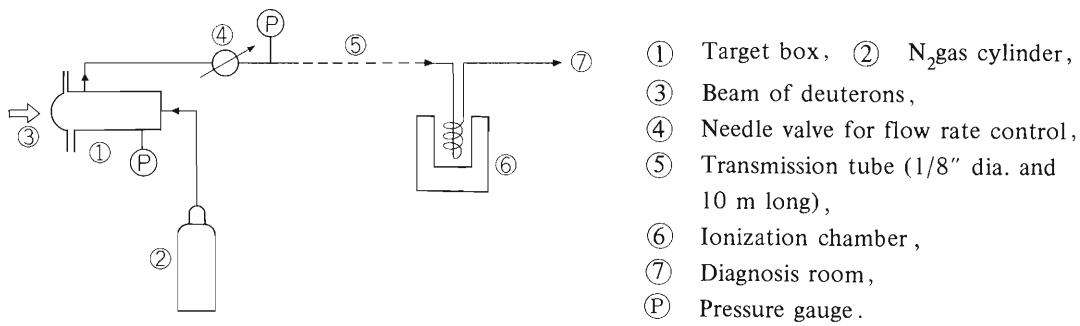 ④
Ⓟ
⑤
⑦
③
①
Ⓟ
⑥
②
① Target box, ② N₂gas cylinder,
③ Beam of deuterons,
④ Needle valve for flow rate control,
⑤ Transmission tube (1/8″ dia. and
10 m long),
⑥ Ionization chamber,
⑦ Diagnosis room,
Ⓟ Pressure gauge.